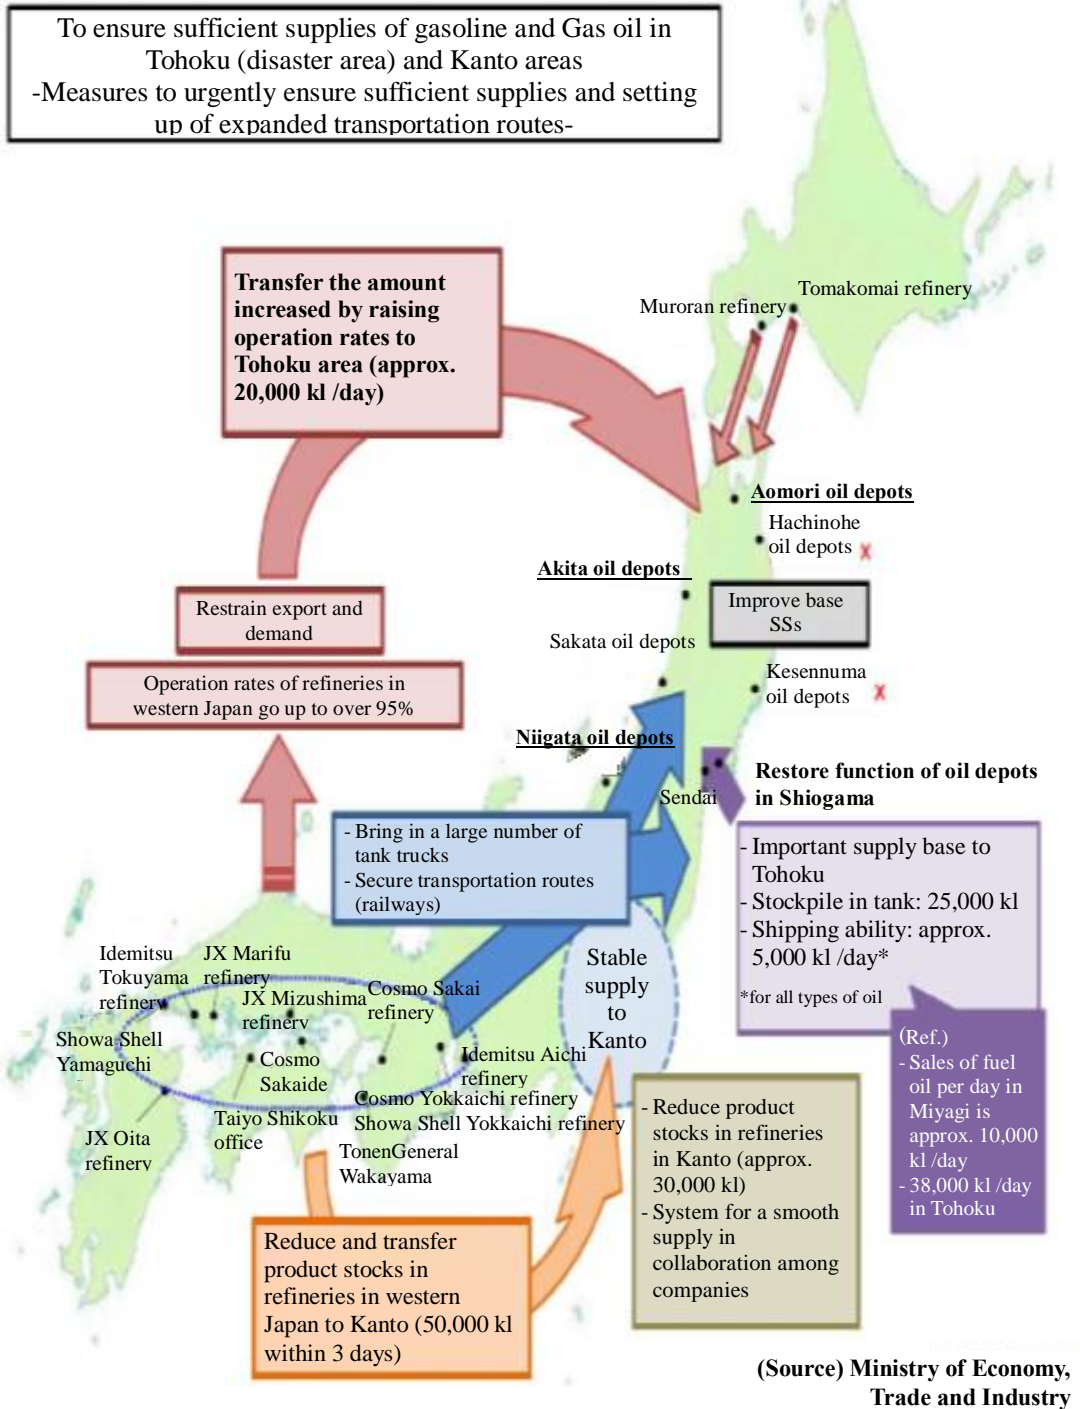 To ensure sufficient supplies of gasoline and Gas oil in
Tohoku (disaster area) and Kanto areas
-Measures to urgently ensure sufficient supplies and setting
up of expanded transportation routes-
Transfer the amount
increased by raising
operation rates to
Tohoku area (approx.
20,000 kl /day)
Muroran refinery
Tomakomai refinery
Aomori oil depots
Hachinohe
oil depots X
Akita oil depots
Restrain export and
demand
Improve base
SSs
Sakata oil depots
Operation rates of refineries in
western Japan go up to over 95%
Kesennuma
oil depots X
Niigata oil depots
Sendai
Restore function of oil depots
in Shiogama
- Bring in a large number of
tank trucks
- Secure transportation routes
(railways)
- Important supply base to
Tohoku
- Stockpile in tank: 25,000 kl
- Shipping ability: approx.
5,000 kl /day*
*for all types of oil
Stable
supply
to
Kanto
Idemitsu
Tokuyama
refinery
JX Marifu
refinery
JX Mizushima
refinery
Cosmo Sakai
refinery
Showa Shell
Yamaguchi
Cosmo
Sakaide
Idemitsu Aichi
refinery
Cosmo Yokkaichi refinery
Showa Shell Yokkaichi refinery
JX Oita
refinery
Taiyo Shikoku
office
TonenGeneral
Wakayama
(Ref.)
- Sales of fuel
oil per day in
Miyagi is
approx. 10,000
kl /day
- 38,000 kl /day
in Tohoku
- Reduce product
stocks in refineries
in Kanto (approx.
30,000 kl)
- System for a smooth
supply in
collaboration among
companies
Reduce and transfer
product stocks in
refineries in western
Japan to Kanto (50,000 kl
within 3 days)
(Source) Ministry of Economy,
Trade and Industry